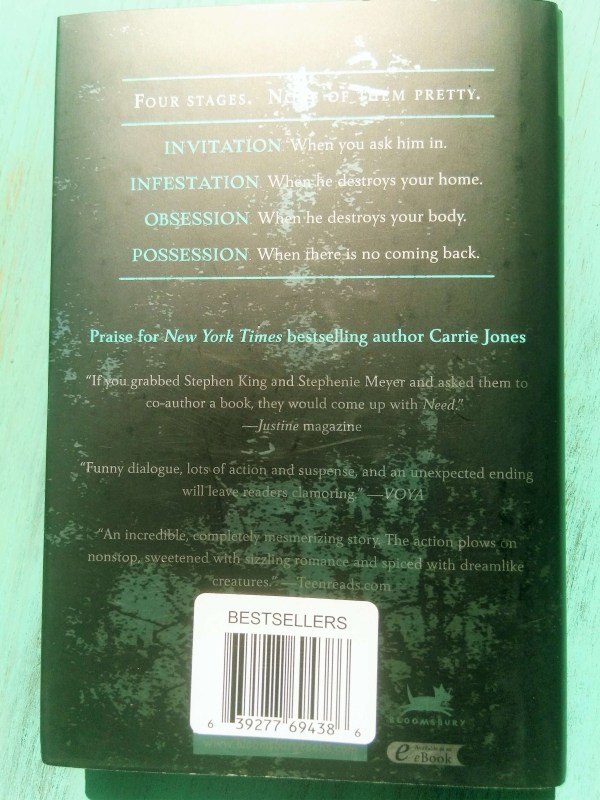 FOUR STAGES. NONE OF THEM PRETTY.
INVITATION. When you ask him in.
INFESTATION. When he destroys your home.
OBSESSION. When he destroys your body.
POSSESSION. When there is no coming back.
Praise for New York Times bestselling author Carrie Jones
“If you grabbed Stephen King and Stephenie Meyer and asked them to
co-author a book, they would come up with Need.”
—Justine magazine
“Funny dialogue, lots of action and suspense, and an unexpected ending
will leave readers clamoring.” —VOYA
“An incredible, completely mesmerizing story. The action plows on
nonstop, sweetened with sizzling romance and spiced with dreamlike
creatures.” —Teenreads.com
BESTSELLERS
6 39277 69438 6
BLOOMSBURY
Available as an
e eBook